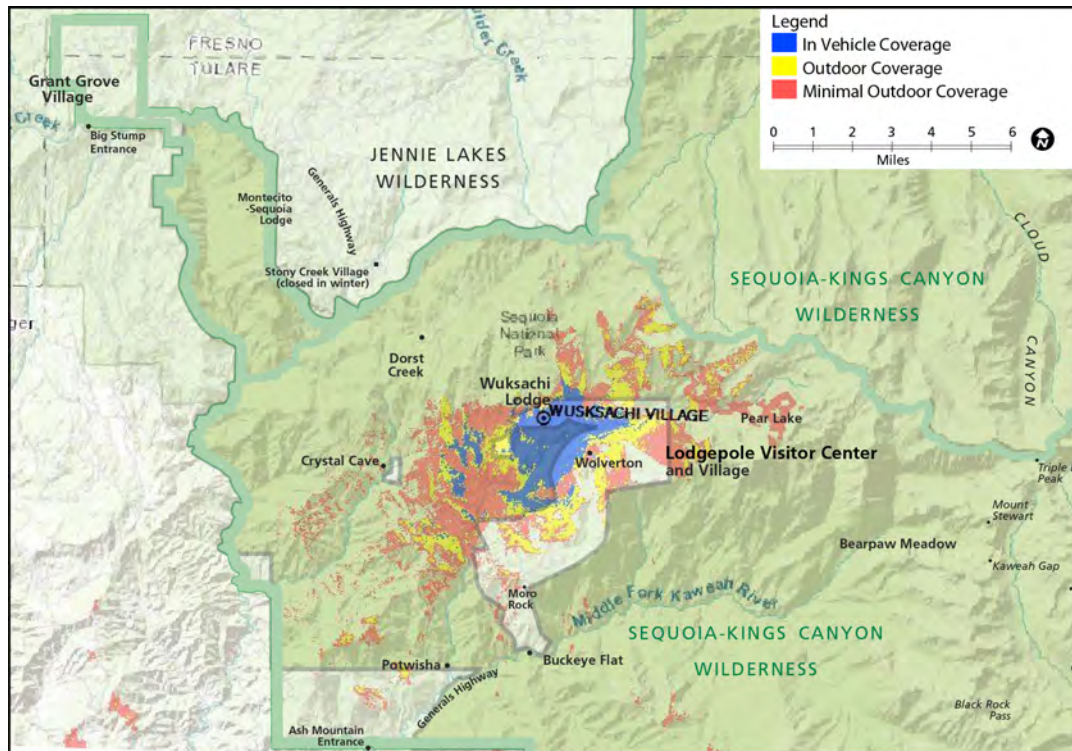 Legend
In Vehicle Coverage
Outdoor Coverage
Minimal Outdoor Coverage
0 1 2 3 4 5 6
Miles
N
FRESNO
TULARE
Grant Grove
Village
Creek
Big Stump
Entrance
JENNIE LAKES
WILDERNESS
Generals Highway
Montecito
-Sequoia
Lodge
Stony Creek Village
(closed in winter)
CLOUD
CANYON
SEQUOIA-KINGS CANYON
WILDERNESS
Sequoia
National
Park
Dorst
Creek
Wuksachi
Lodge
WUSKSACHI VILLAGE
Pear Lake
Crystal Cave
Wolverton
Lodgepole Visitor Center
and Village
Triple
Peak
Mount
Stewart
Bearpaw Meadow
Kaweah Gap
Moro
Rock
Middle Fork Kaweah River
SEQUOIA-KINGS CANYON
WILDERNESS
Potwisha
Buckeye Flat
Generals Highway
Black Rock
Pass
Ash Mountain
Entrance